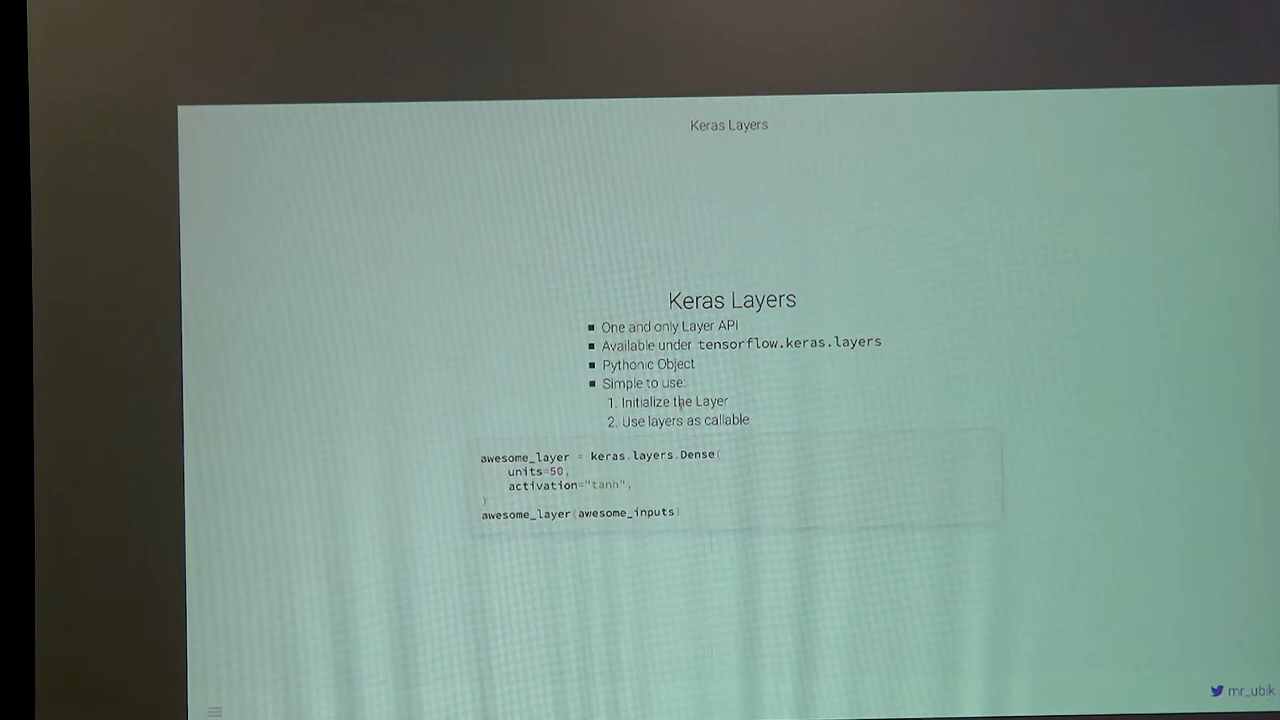 Keras Layers
Keras Layers
One and only Layer API
Available under tensorflow.keras.layers
Pythonic Object
Simple to use:
1. Initialize the Layer
2. Use layers as callable
awesome_layer = keras.layers.Dense(
units=50,
activation="tanh",
)
awesome_layer(awesome_inputs)
mr_ubik